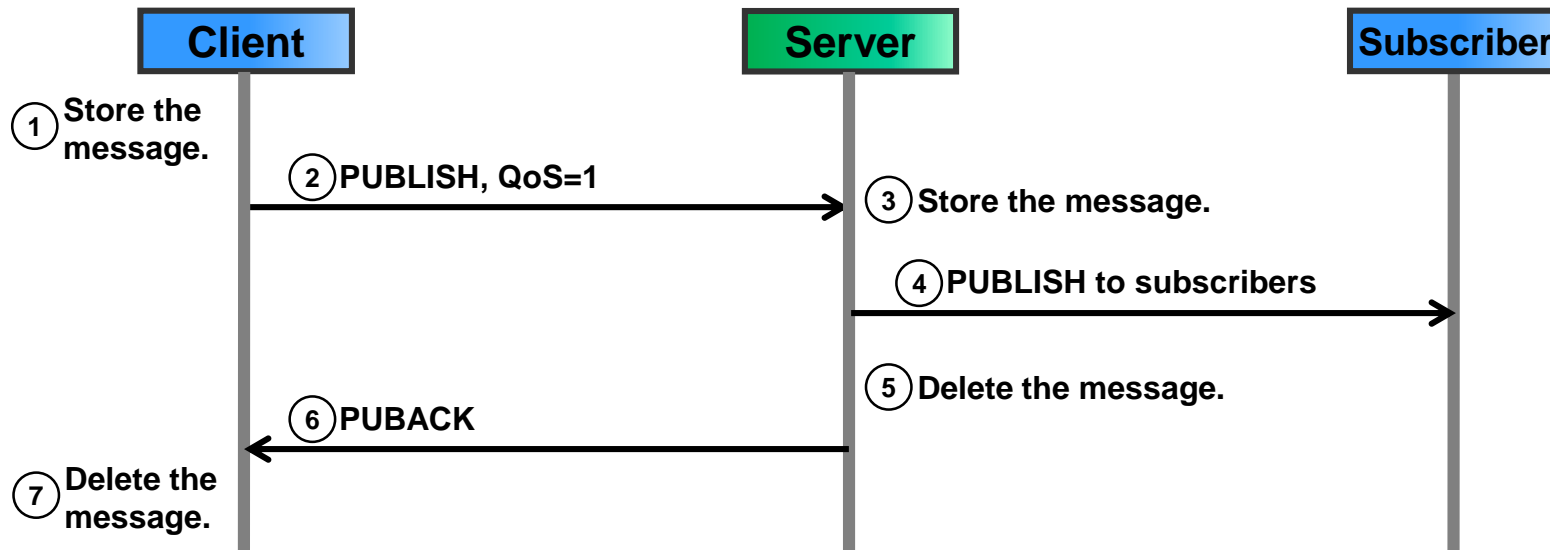 Client
Server
Subscriber
1 Store the
message.
2 PUBLISH, QoS=1
3 Store the message.
4 PUBLISH to subscribers
5 Delete the message.
6 PUBACK
7 Delete the
message.